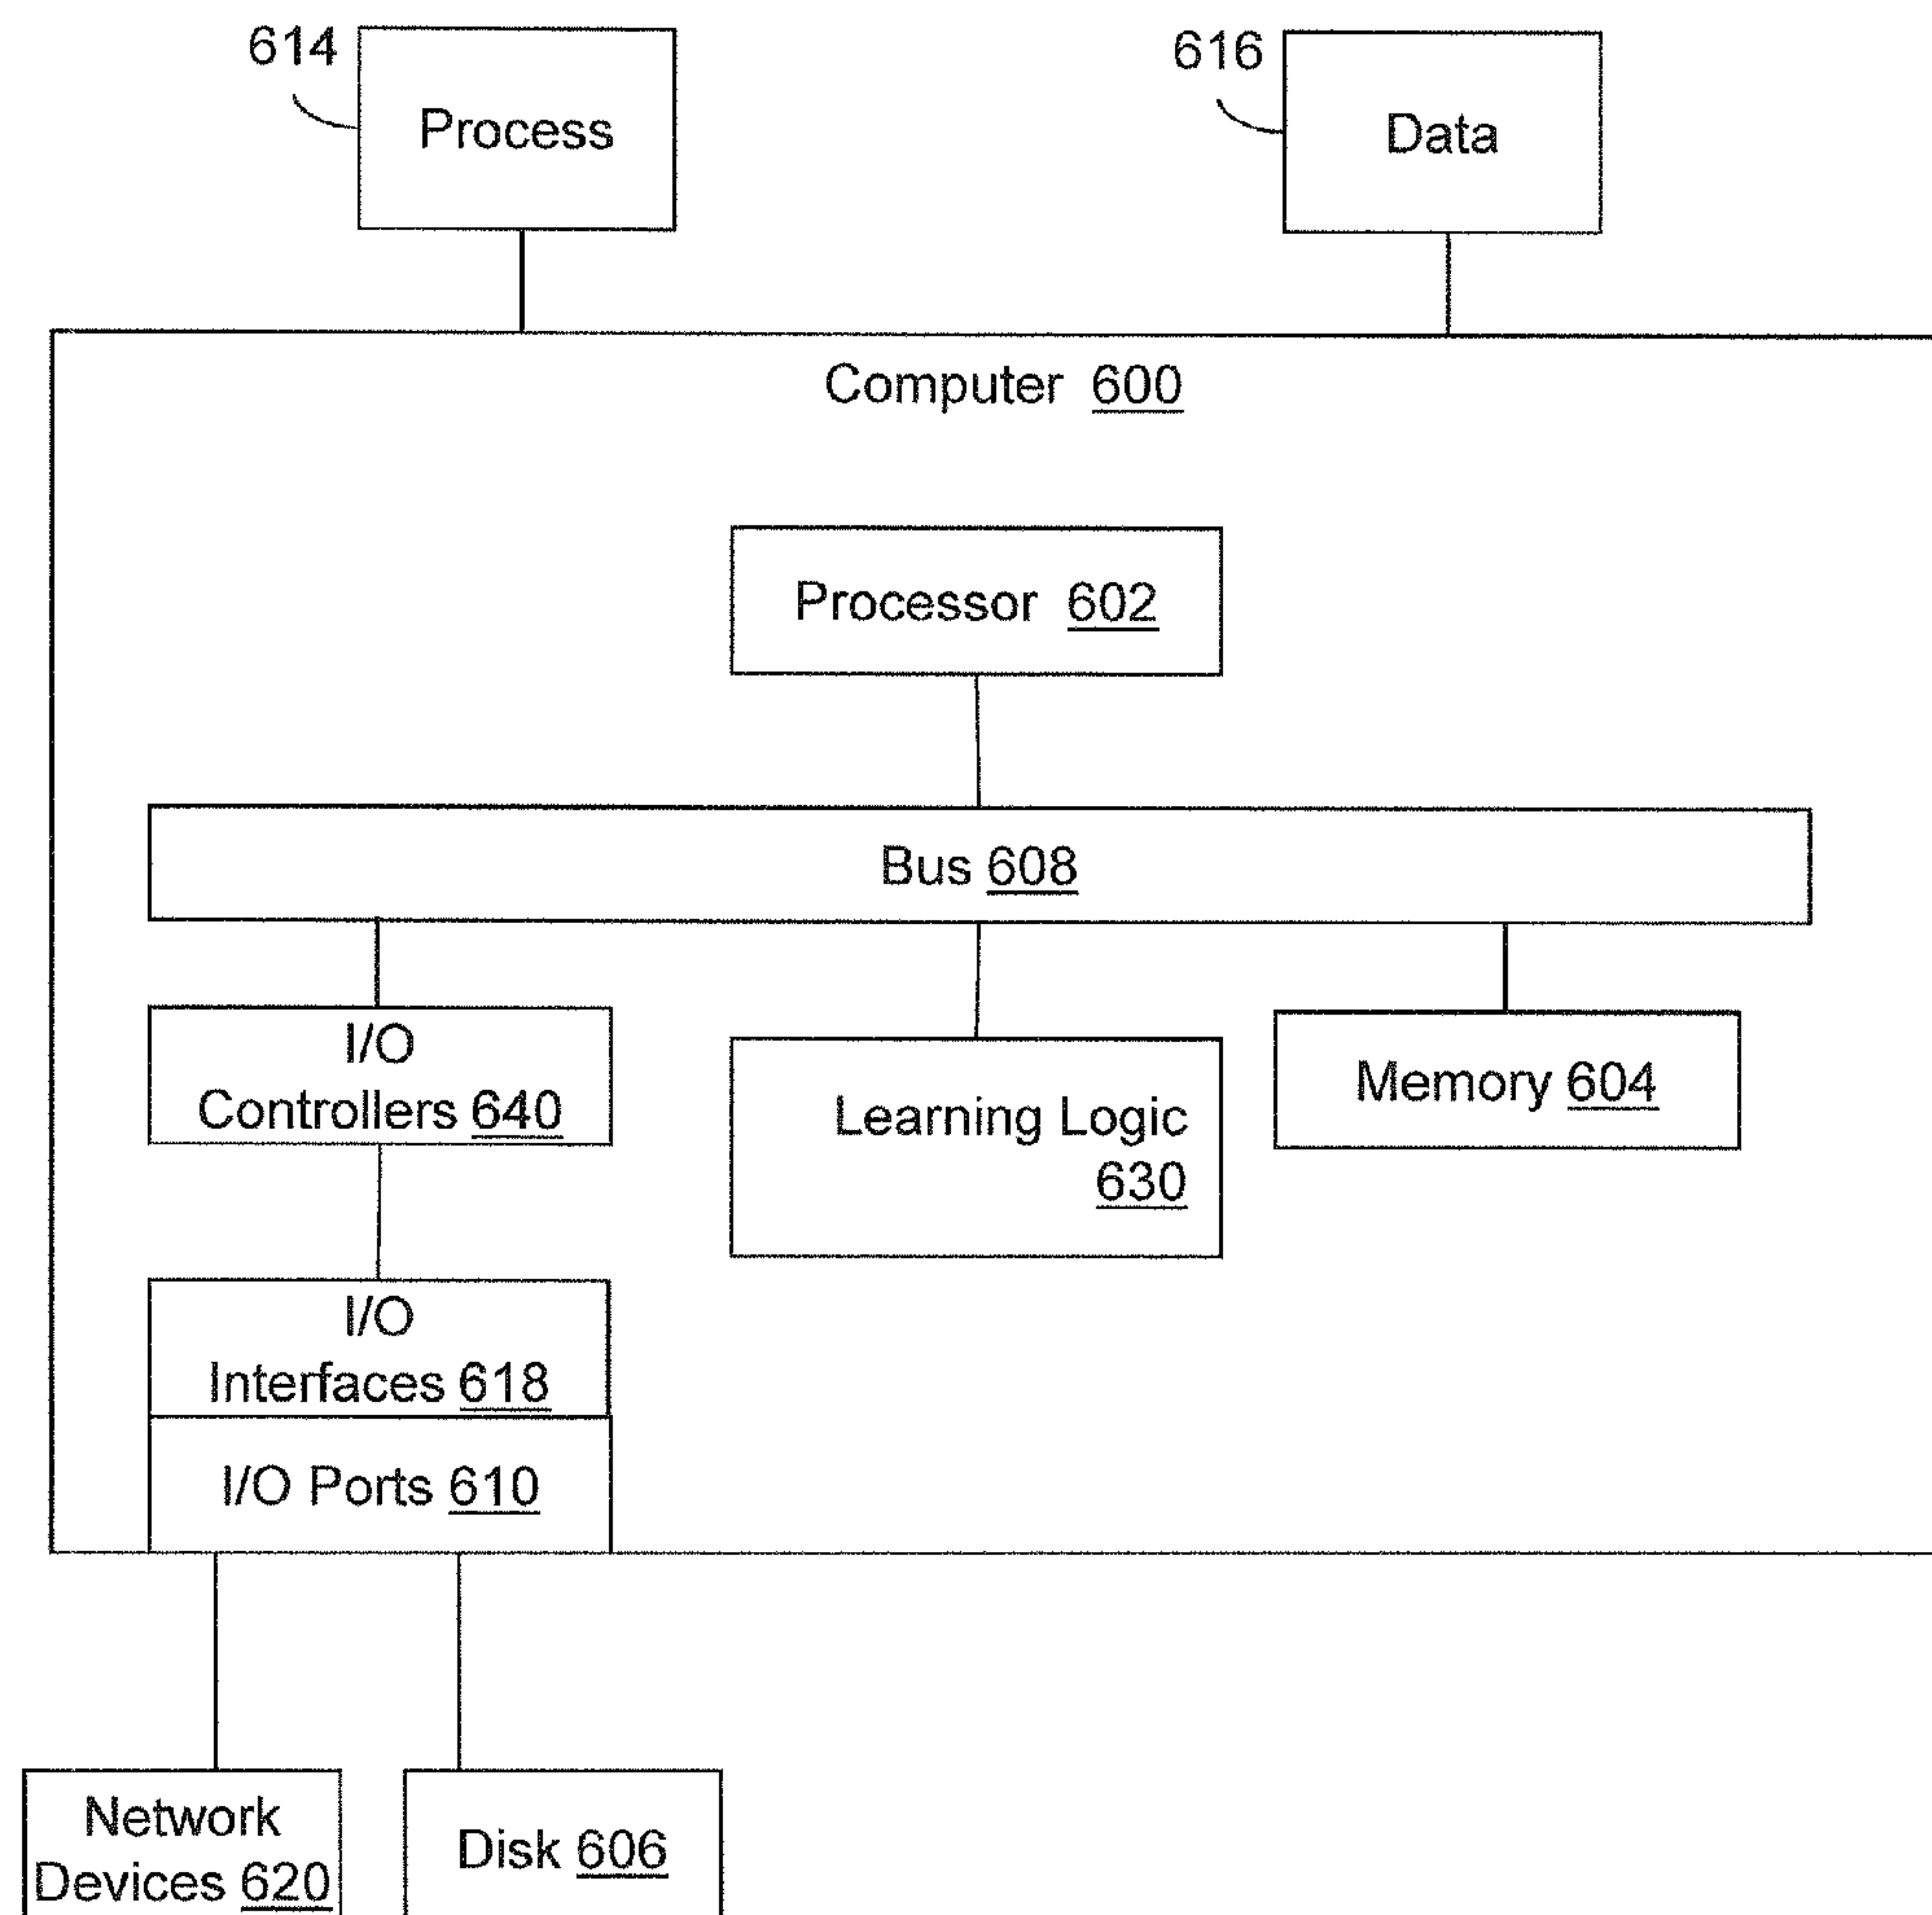 614
Process
616
Data
Computer 600
Processor 602
Bus 608
I/O
Controllers 640
Learning Logic
630
Memory 604
I/O
Interfaces 618
I/O Ports 610
Network
Devices 620
Disk 606